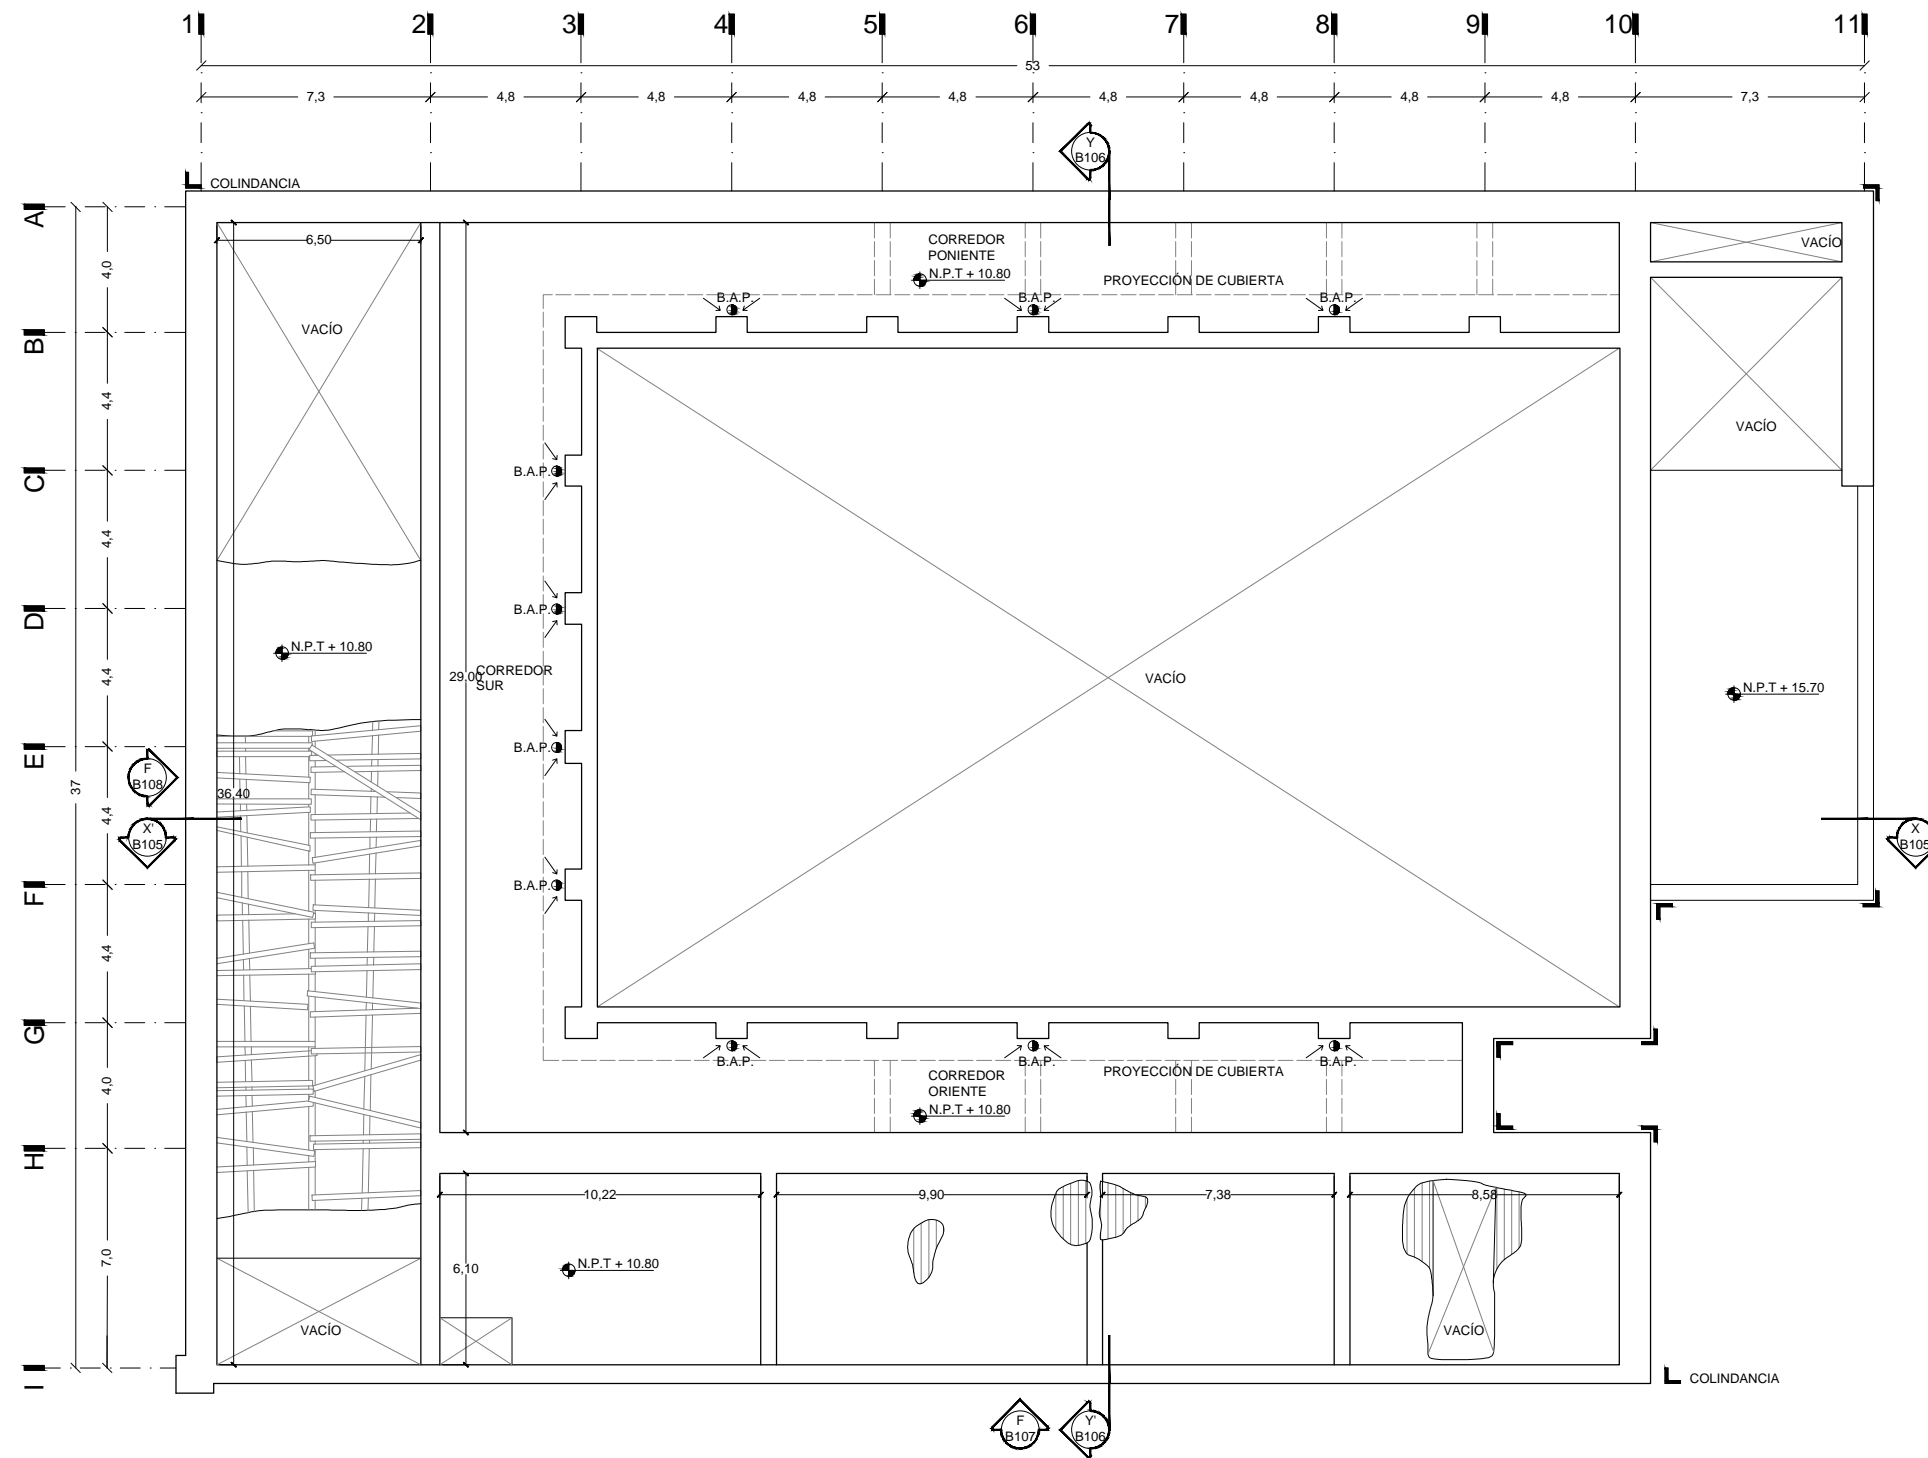 1 2 3 4 5 6 7 8 9 10 11
53
7,3 4,8 4,8 4,8 4,8 4,8 4,8 4,8 4,8 7,3
Y
B106
COLINDANCIA
A
B
C
D
E
F
G
H
I
37
4,0
4,4
4,4
4,4
4,4
4,4
4,0
7,0
6,50
VACÍO
N.P.T + 10.80
36,40
VACÍO
29,00
CORREDOR
SUR
CORREDOR
PONIENTE
N.P.T + 10.80
PROYECCIÓN DE CUBIERTA
B.A.P. B.A.P. B.A.P.
B.A.P.
B.A.P.
B.A.P.
B.A.P.
VACÍO
VACÍO
VACÍO
N.P.T + 15.70
F
B108
X'
B105
X
B105
B.A.P. B.A.P. B.A.P.
CORREDOR
ORIENTE
N.P.T + 10.80
PROYECCIÓN DE CUBIERTA
10,22 9,90 7,38 8,58
6,10
N.P.T + 10.80
VACÍO
COLINDANCIA
F
B107
Y'
B106